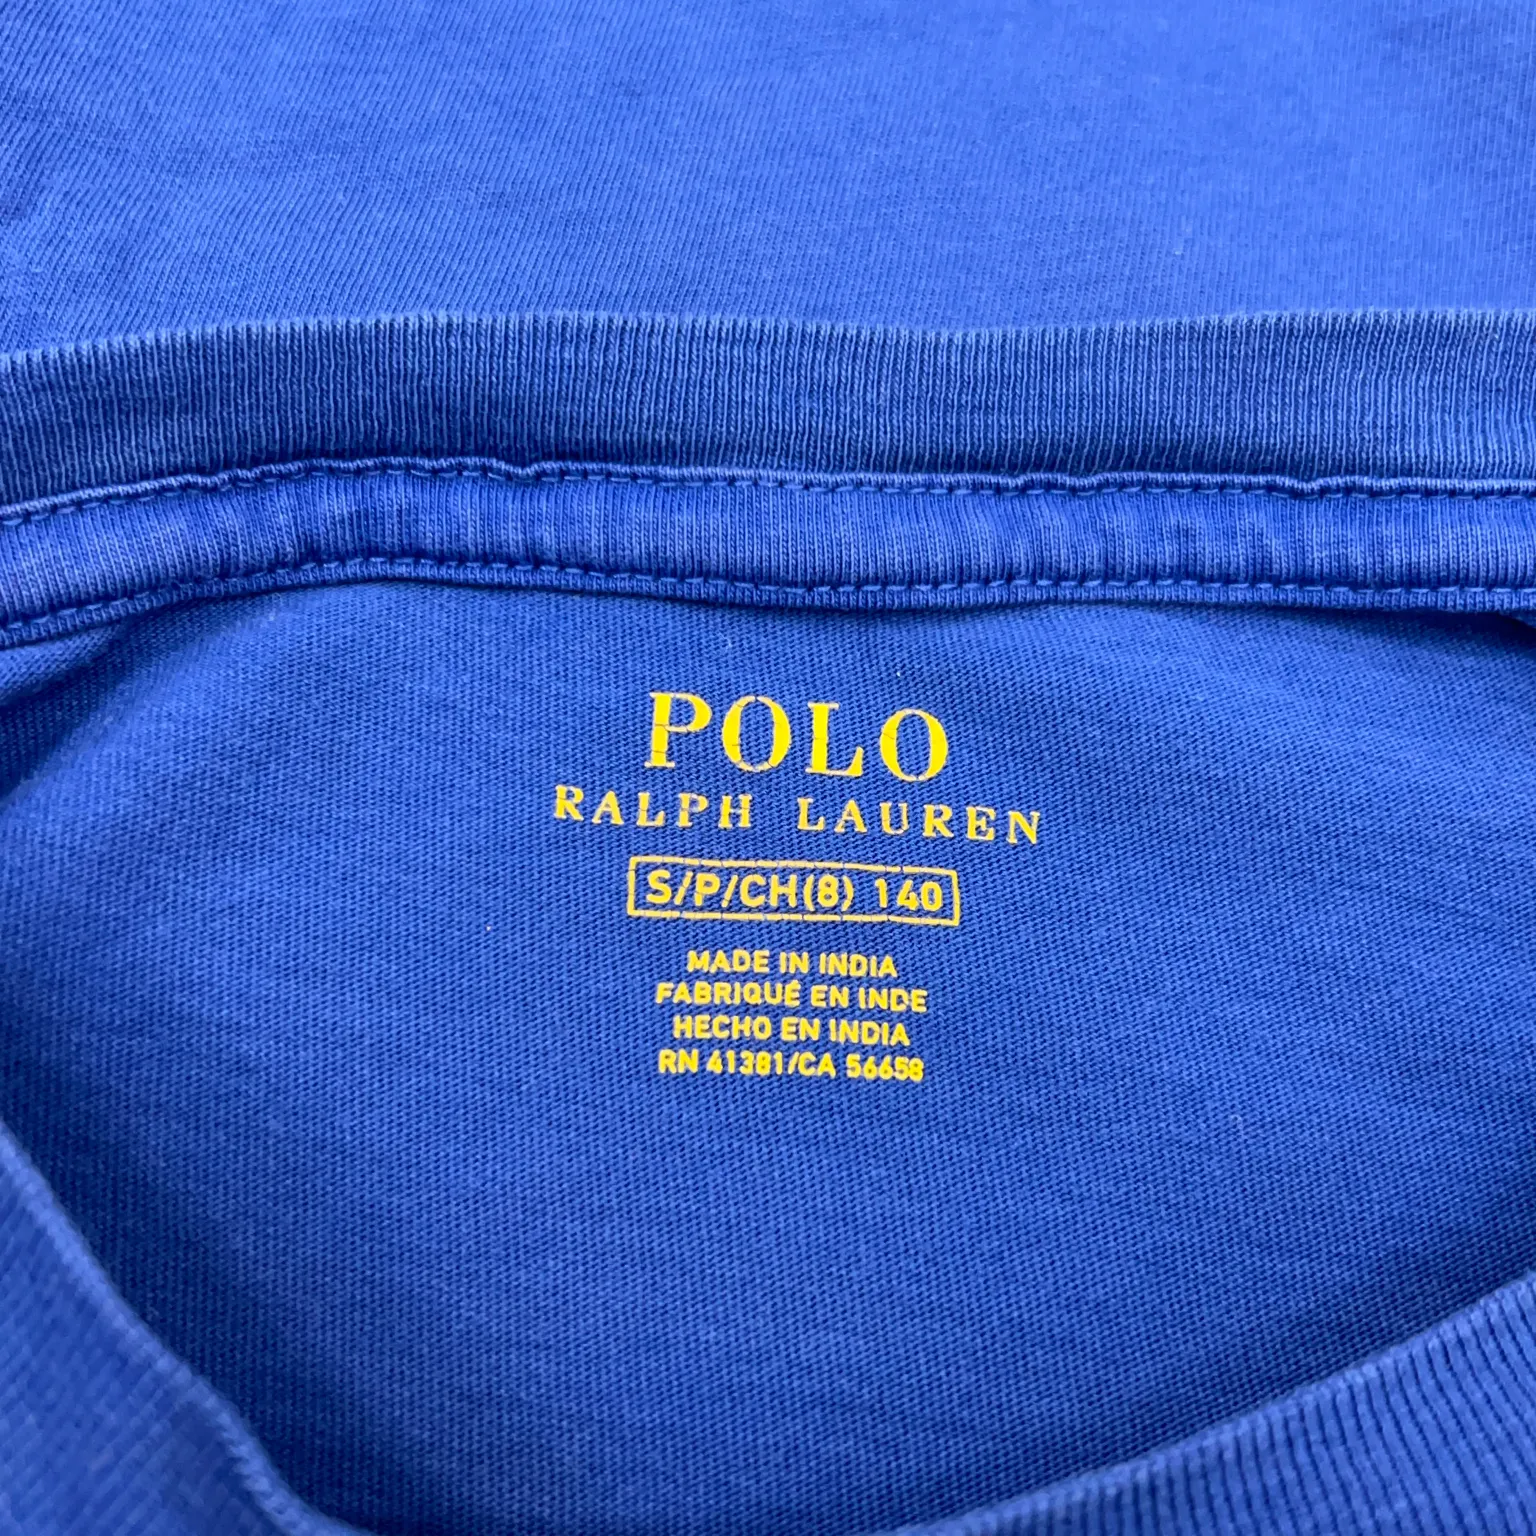 POLO
RALPH LAUREN
S/P/CH(8) 140
MADE IN INDIA
FABRIQUÉ EN INDE
HECHO EN INDIA
RN 41381/CA 56658